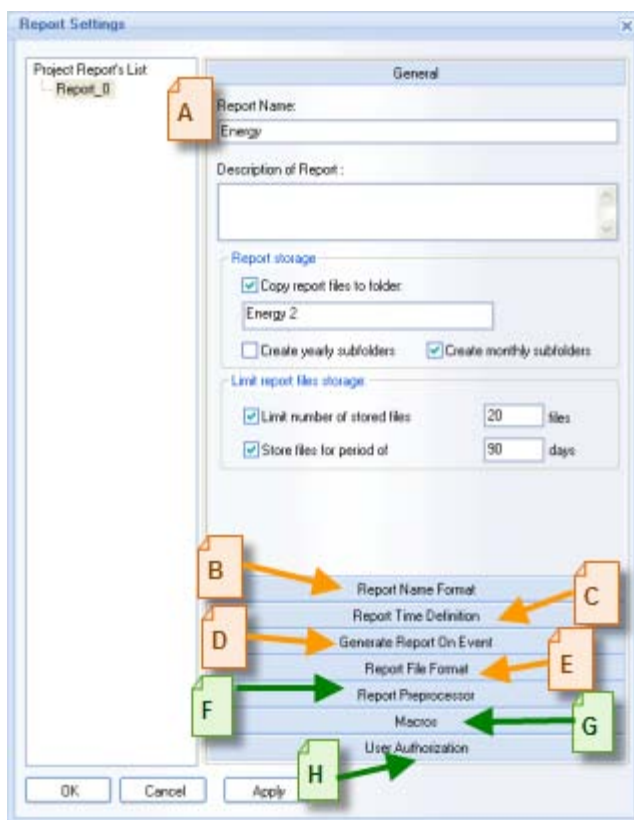 Report Settings
Project Report's List
Report_0
General
A
Report Name:
Energy
Description of Report :
Report storage
Copy report files to folder:
Energy 2
Create yearly subfolders
Create monthly subfolders
Limit report files storage:
Limit number of stored files
20
files
Store files for period of
90
days
B
Report Name Format
C
Report Time Definition
D
Generate Report On Event
E
Report File Format
F
Report Preprocessor
G
Macros
H
User Authorization
OK
Cancel
Apply